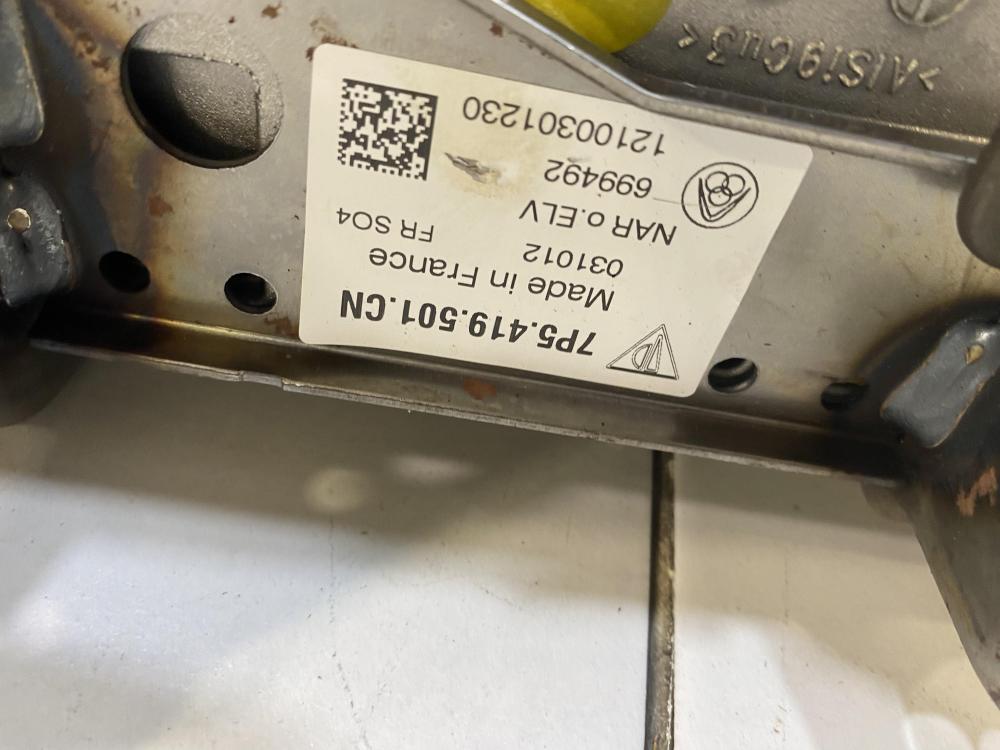 7P5.419.501.CN
Made in France
031012 FR SO4
NAR o.ELV
699492
12100301230
>AlSi9Cu3<